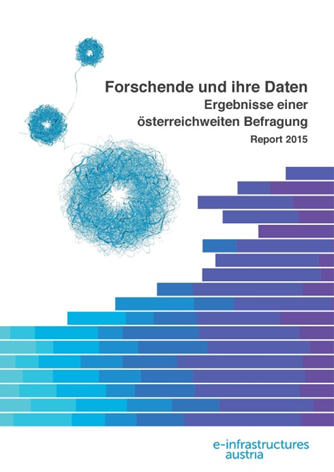 Forschende und ihre Daten
Ergebnisse einer
österreichweiten Befragung
Report 2015
e-infrastructures
austria